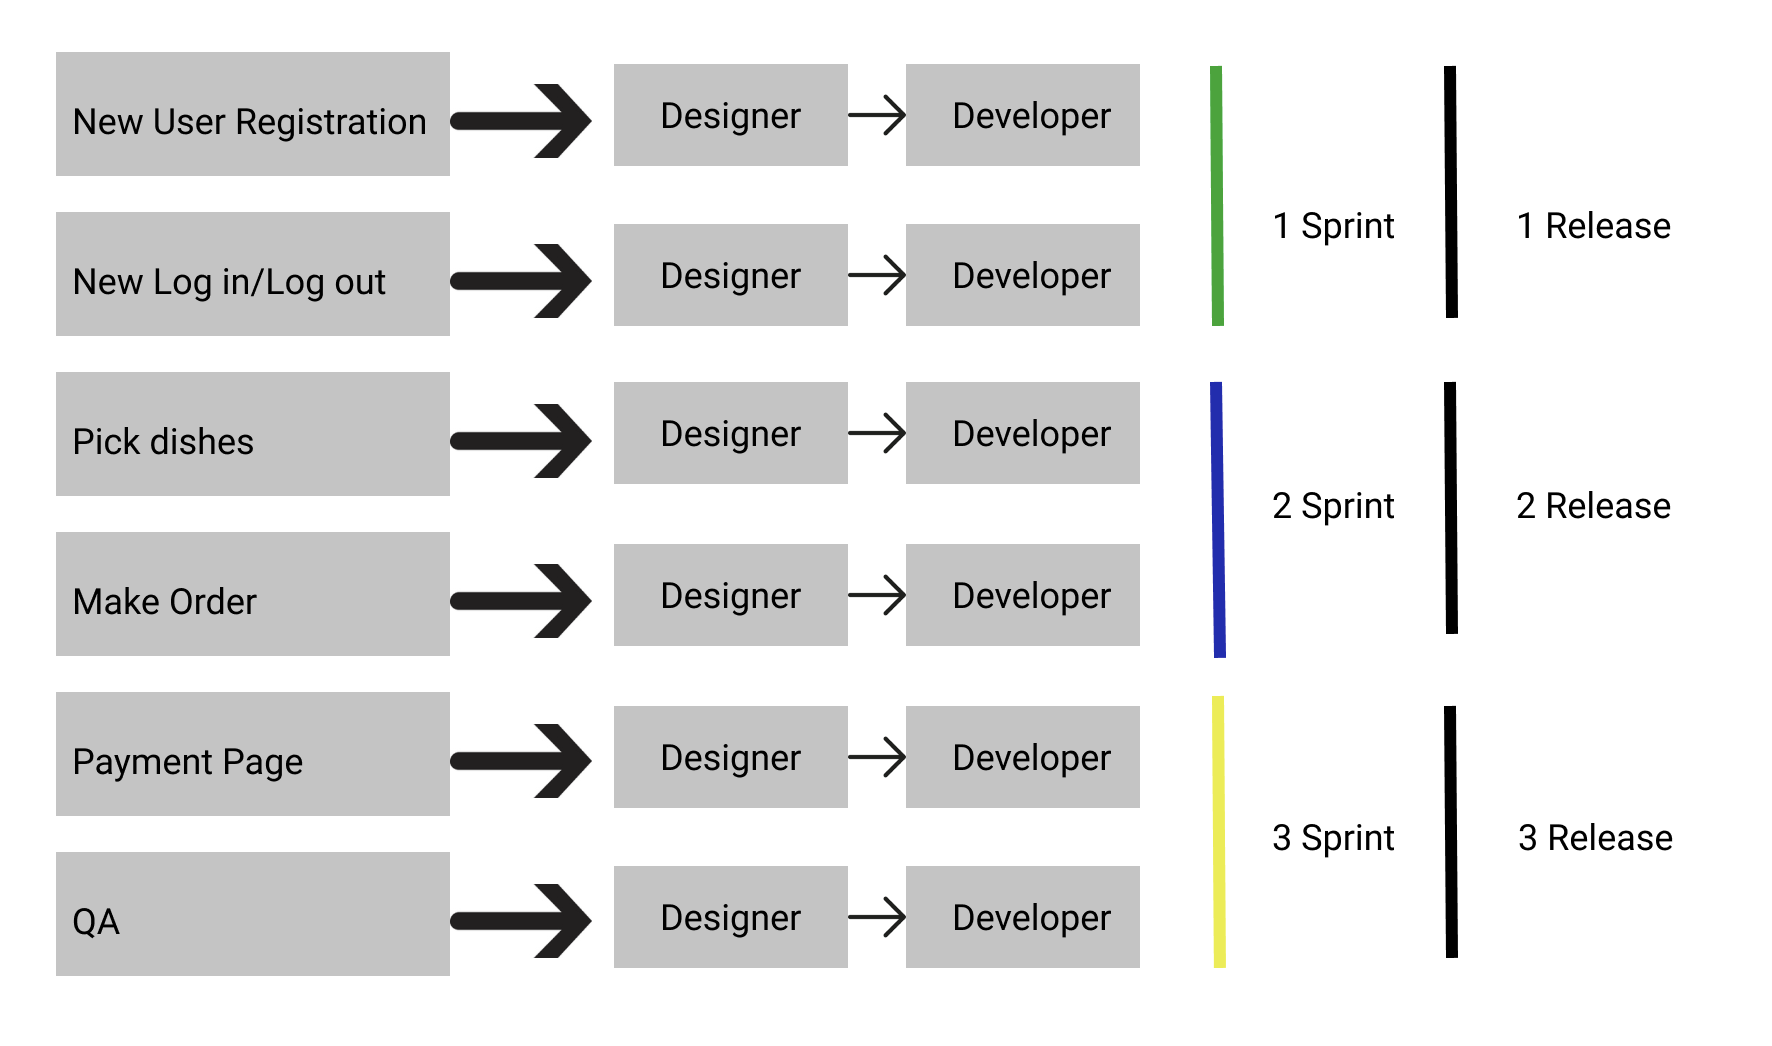 New User Registration
Designer
Developer
New Log in/Log out
Designer
Developer
1 Sprint
1 Release
Pick dishes
Designer
Developer
2 Sprint
2 Release
Make Order
Designer
Developer
Payment Page
Designer
Developer
3 Sprint
3 Release
QA
Designer
Developer